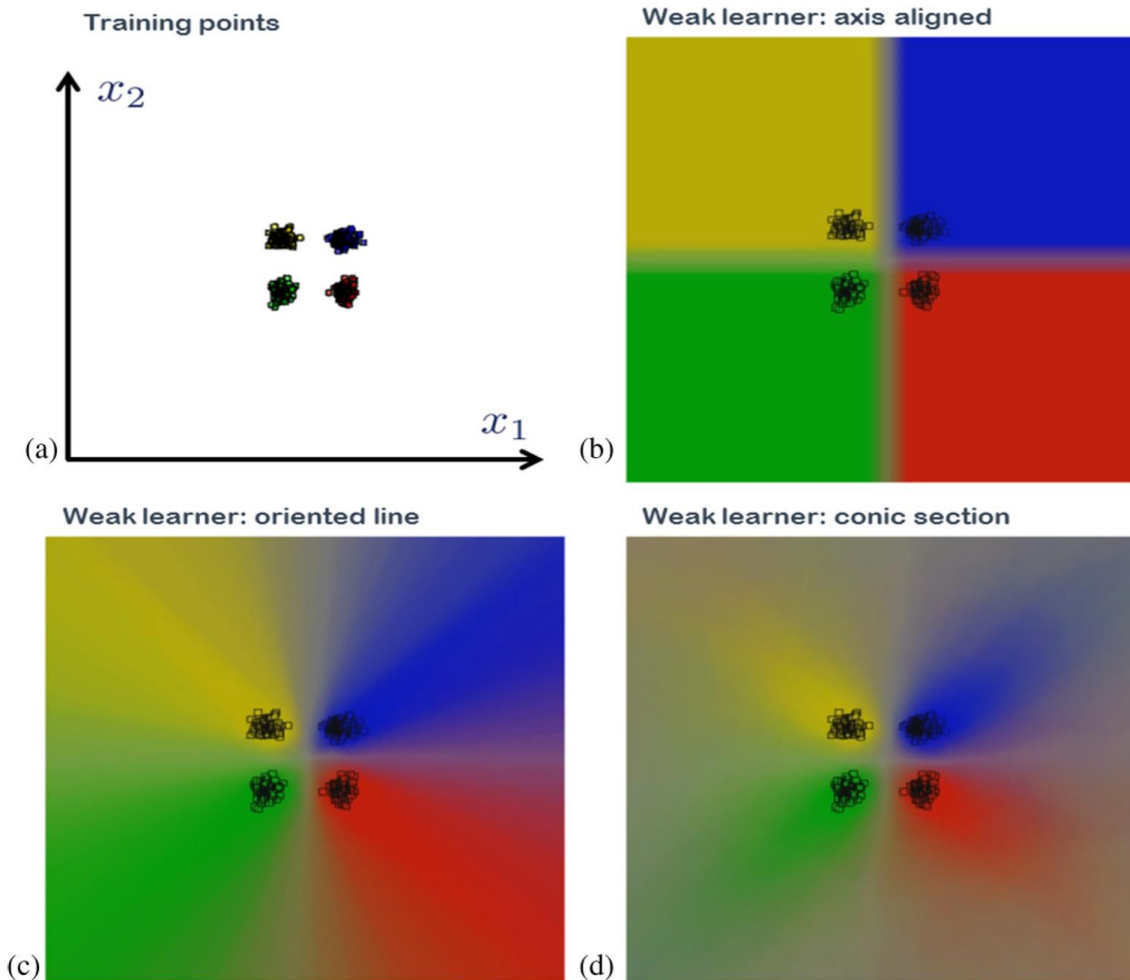 Training points
x₂
x₁
(a)
Weak learner: axis aligned
(b)
Weak learner: oriented line
(c)
Weak learner: conic section
(d)